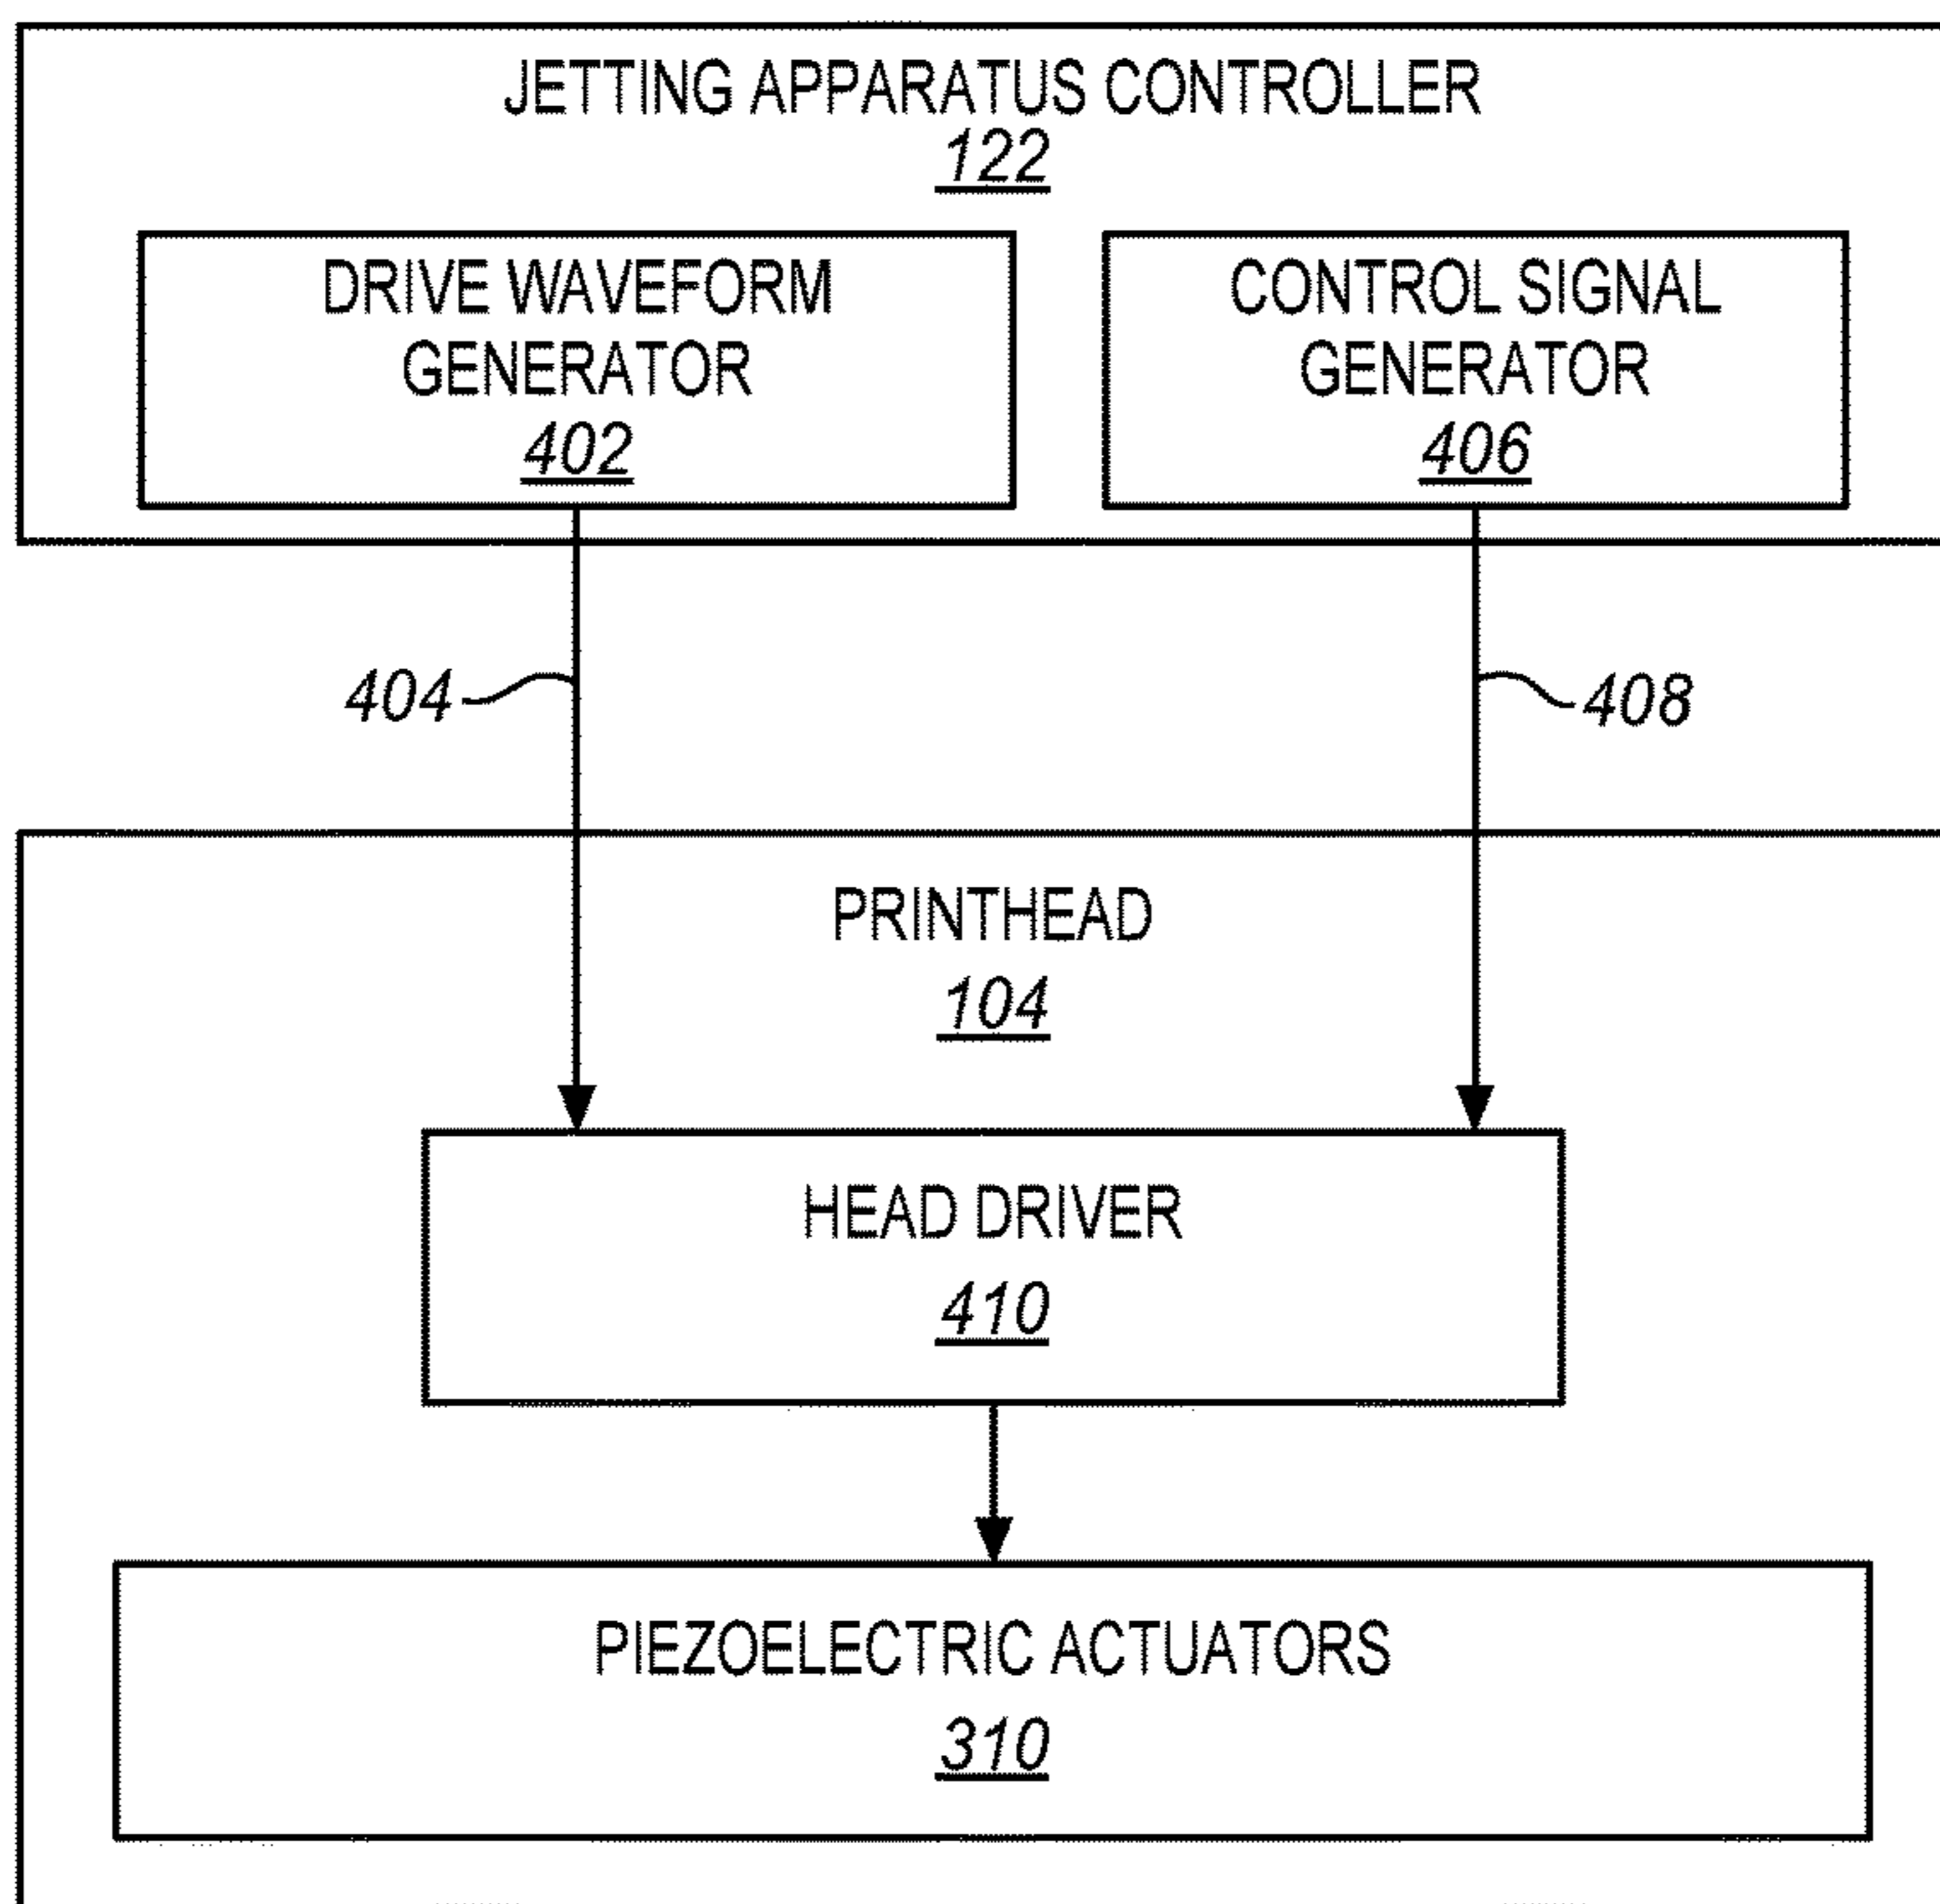 JETTING APPARATUS CONTROLLER
122
DRIVE WAVEFORM
GENERATOR
402
CONTROL SIGNAL
GENERATOR
406
404
408
PRINTHEAD
104
HEAD DRIVER
410
PIEZOELECTRIC ACTUATORS
310